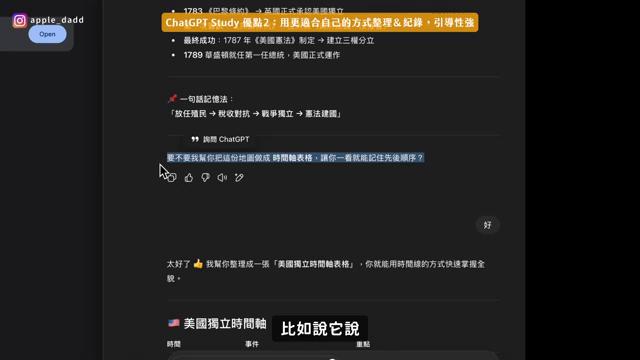 apple_dadd
Open
1783 《巴黎條約》→ 英國正式承認美國獨立
ChatGPT Study 優點2：用更適合自己的方式整理＆紀錄，引導性強
最終成功：1787 年《美國憲法》制定 → 建立三權分立
1789 華盛頓就任第一任總統，美國正式運作
📌 一句話記憶法：
「放任殖民 → 稅收對抗 → 戰爭獨立 → 憲法建國」
詢問 ChatGPT
要不要我幫你把這份地圖做成 時間軸表格，讓你一看就能記住先後順序？
好
太好了 👍 我幫你整理成一張「美國獨立時間軸表格」，你就能用時間線的方式快速掌握全
貌。
🇺🇸 美國獨立時間軸
比如說它說
時間 事件 重點